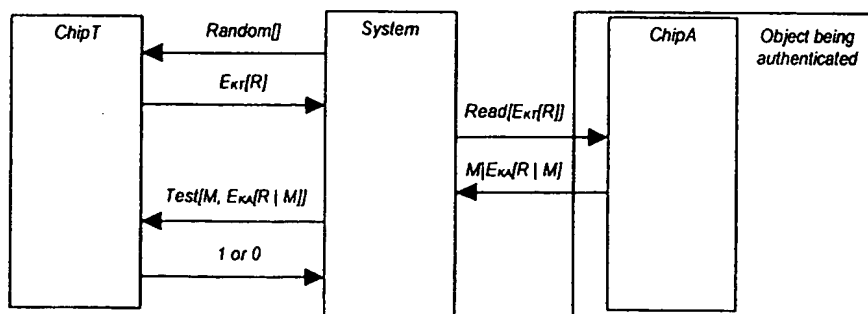 ChipT
Random[]
System
ChipA
Object being
authenticated
E_KT[R]
Read[E_KT[R]]
M|E_KA[R | M]
Test[M, E_KA[R | M]]
1 or 0